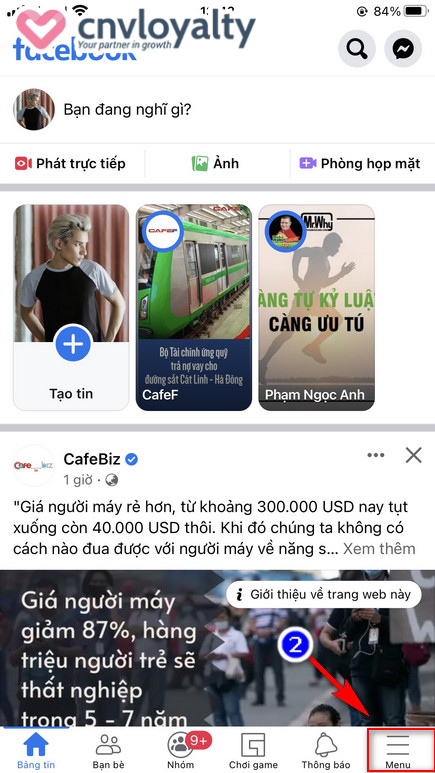 cnvloyalty
Your partner in growth
84%
facebook
Bạn đang nghĩ gì?
Phát trực tiếp
Ảnh
Phòng họp mặt
CAFEF
CAFEF
Bộ Tài chính ứng quỹ
trả nợ vay cho
đường sắt Cát Linh - Hà Đông
Mr.Why
ÀNG TỰ KỶ LUẬ
CÀNG ƯU TÚ
Tạo tin
CafeF
Phạm Ngọc Anh
Cafe biz
CafeBiz
1 giờ ·
"Giá người máy rẻ hơn, từ khoảng 300.000 USD nay tụt
xuống còn 40.000 USD thôi. Khi đó chúng ta không có
cách nào đua được với người máy về năng s... Xem thêm
i Giới thiệu về trang web này
Giá người máy
giảm 87%, hàng
triệu người trẻ sẽ
thất nghiệp
trong 5 - 7 năm
2
9+
Bảng tin
Bạn bè
Nhóm
Chơi game
Thông báo
Menu